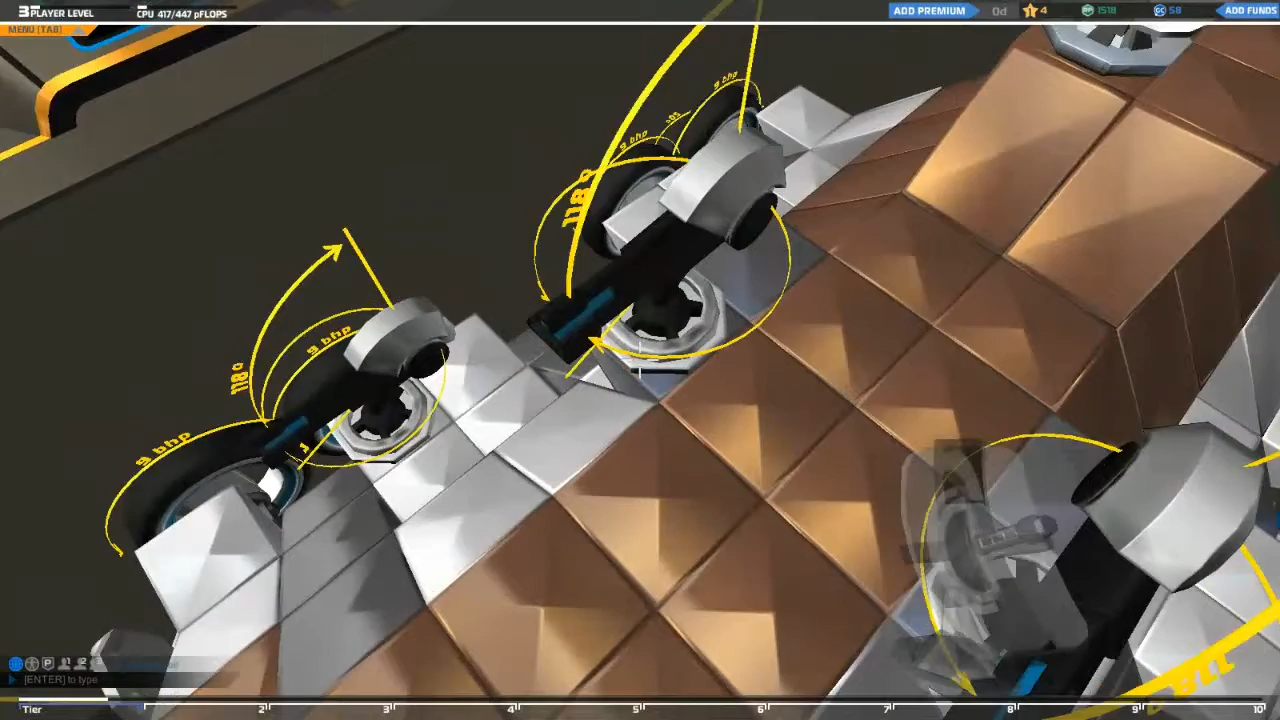 3 PLAYER LEVEL
CPU 417/447 pFLOPS
ADD PREMIUM
0d
4
1518
58
ADD FUNDS
MENU [TAB]
9 bhp
9 bhp
118°
9 bhp
118°
9 bhp
[ENTER] to type
Tier 2 3 4 5 6 7 8 9 10